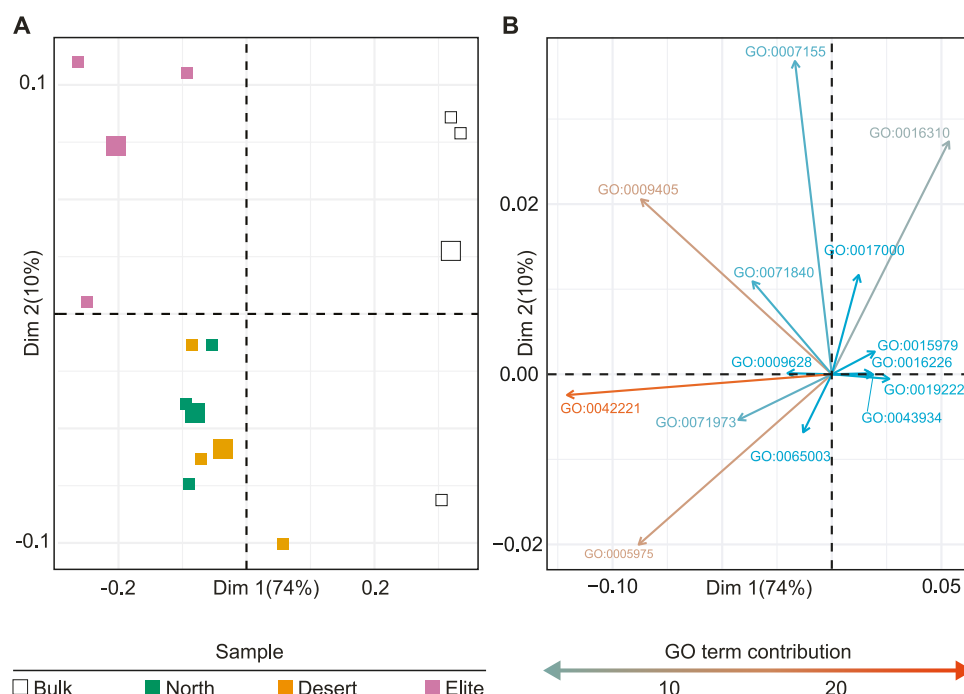 A
B
0.1
-0.1
Dim 2(10%)
-0.2
Dim 1(74%)
0.2
GO:0007155
GO:0016310
GO:0009405
GO:0017000
GO:0071840
GO:0015979
GO:0009628
GO:0016226
GO:0019222
GO:0042221
GO:0043934
GO:0071973
GO:0065003
GO:0005975
0.02
0.00
−0.02
Dim 2(10%)
−0.10
Dim 1(74%)
0.05
Sample
Bulk North Desert Elite
GO term contribution
10 20